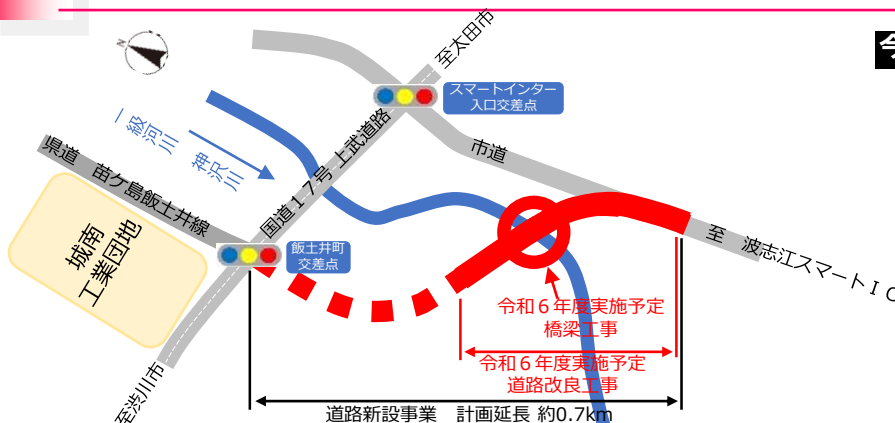 N
至太田市
今
スマートインター
入口交差点
一級河川 神沢川
国道１７号 上武道路
市道
県道 苗ケ島飯土井線
城南
工業団地
飯土井町
交差点
至 波志江スマートＩＣ
令和６年度実施予定
橋梁工事
令和６年度実施予定
道路改良工事
至渋川市
道路新設事業 計画延長 約0.7km